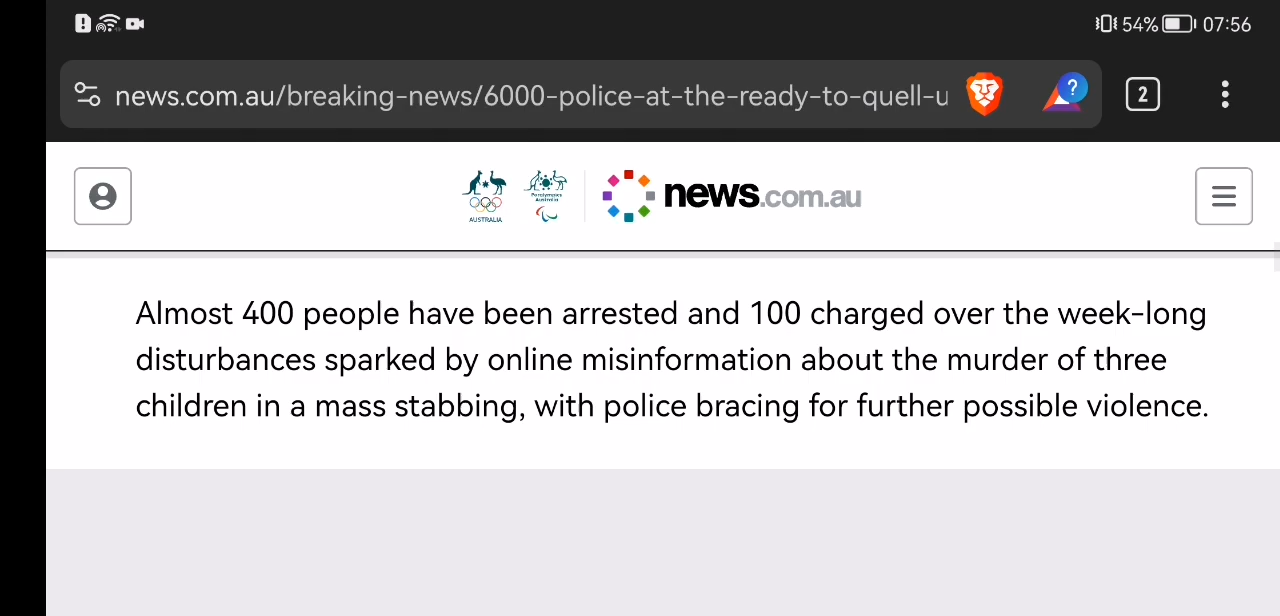 54% 07:56
news.com.au/breaking-news/6000-police-at-the-ready-to-quell-u
?
2
AUSTRALIA
Paralympics
Australia
news.com.au
Almost 400 people have been arrested and 100 charged over the week-long
disturbances sparked by online misinformation about the murder of three
children in a mass stabbing, with police bracing for further possible violence.